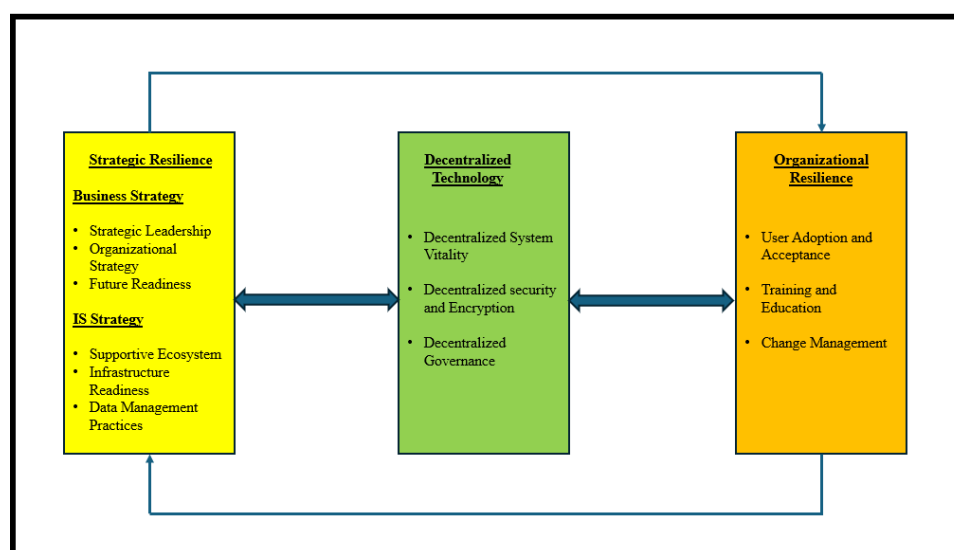 Strategic Resilience
Business Strategy
• Strategic Leadership
• Organizational
Strategy
• Future Readiness
IS Strategy
• Supportive Ecosystem
• Infrastructure
Readiness
• Data Management
Practices
Decentralized
Technology
• Decentralized System
Vitality
• Decentralized security
and Encryption
• Decentralized
Governance
Organizational
Resilience
• User Adoption and
Acceptance
• Training and
Education
• Change Management